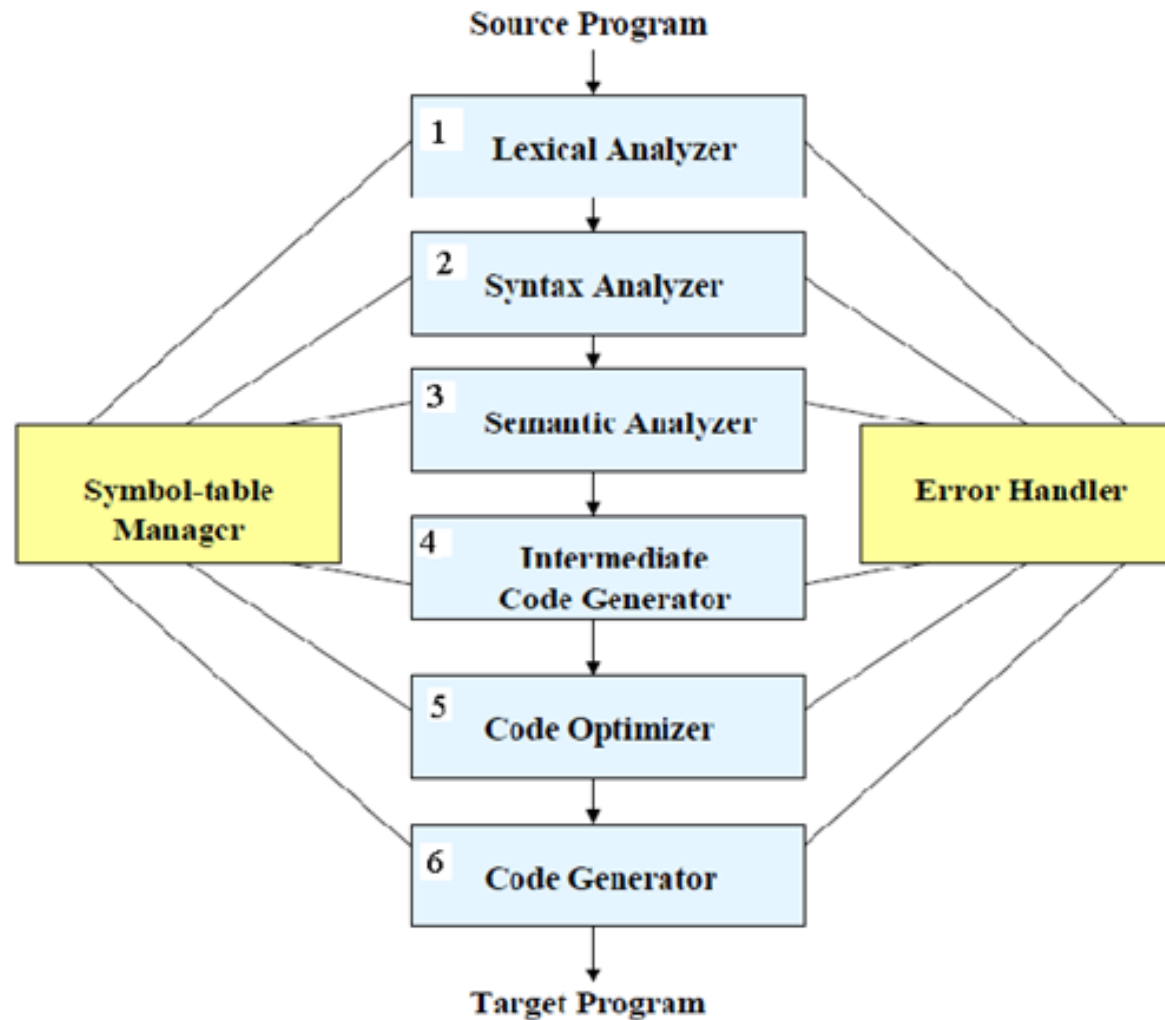 Source Program
1
Lexical Analyzer
2
Syntax Analyzer
3
Semantic Analyzer
Symbol-table
Manager
Error Handler
4
Intermediate
Code Generator
5
Code Optimizer
6
Code Generator
Target Program